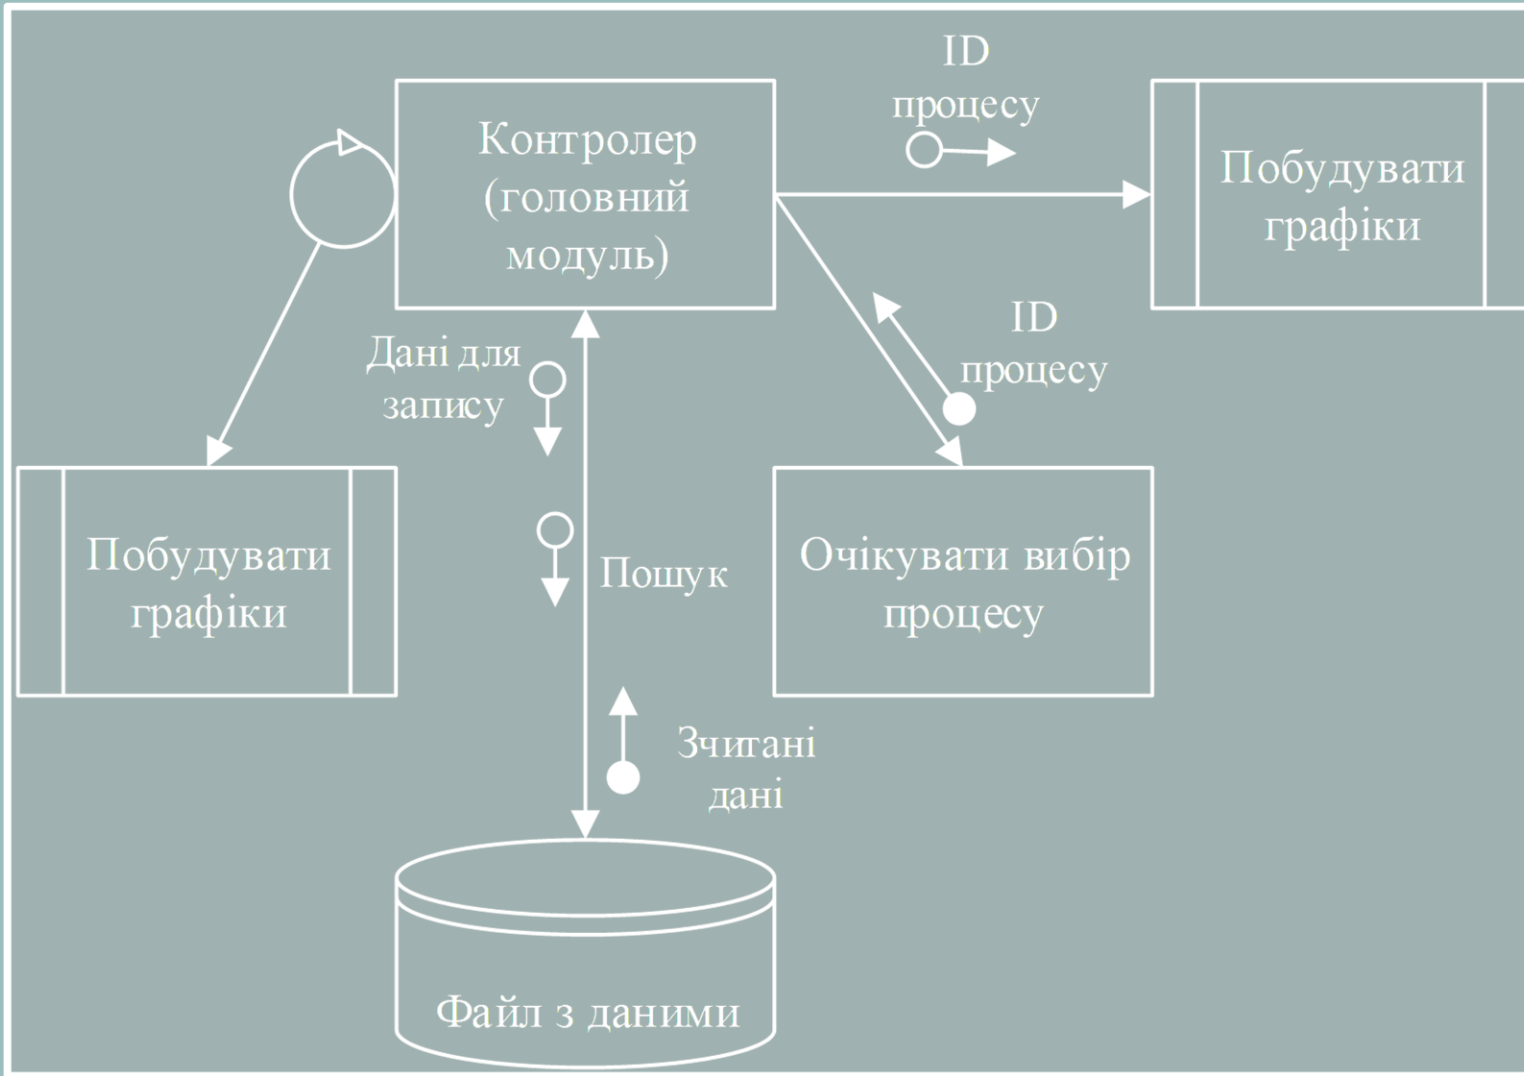 ID
процесу
Контролер
(головний
модуль)
Побудувати
графіки
Дані для
запису
ID
процесу
Побудувати
графіки
Пошук
Очікувати вибір
процесу
Зчитані
дані
Файл з даними